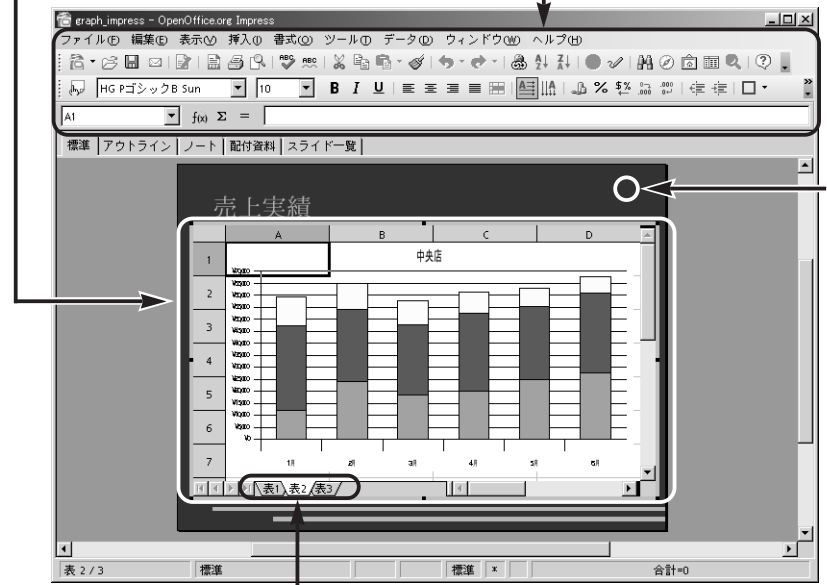 graph_impress - OpenOffice.org Impress
ファイル(F) 編集(E) 表示(V) 挿入(I) 書式(O) ツール(T) データ(D) ウィンドウ(W) ヘルプ(H)
HG PゴシックB Sun 10 B I U
A1 f(x) Σ =
標準 アウトライン ノート 配付資料 スライド一覧
売上実績
A B C D
1 中央店
2
3
4
5
6
7 1月 2月 3月 4月 5月 6月
表1 表2 表3
表 2 / 3 標準 標準 * 合計=0